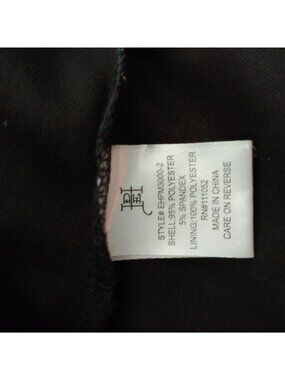 STYLE# EHPM3000-2
SHELL:95% POLYESTER
5% SPANDEX
LINING:100% POLYESTER
RN#111052
MADE IN CHINA
CARE ON REVERSE